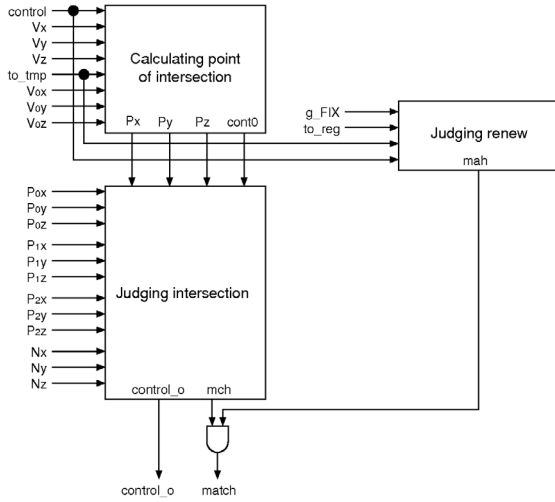 control
Vx
Vy
Vz
to_tmp
V0x
V0y
V0z
Calculating point
of intersection
Px Py Pz cont0
g_FIX
to_reg
Judging renew
mah
P0x
P0y
P0z
P1x
P1y
P1z
P2x
P2y
P2z
Nx
Ny
Nz
Judging intersection
control_o mch
control_o match